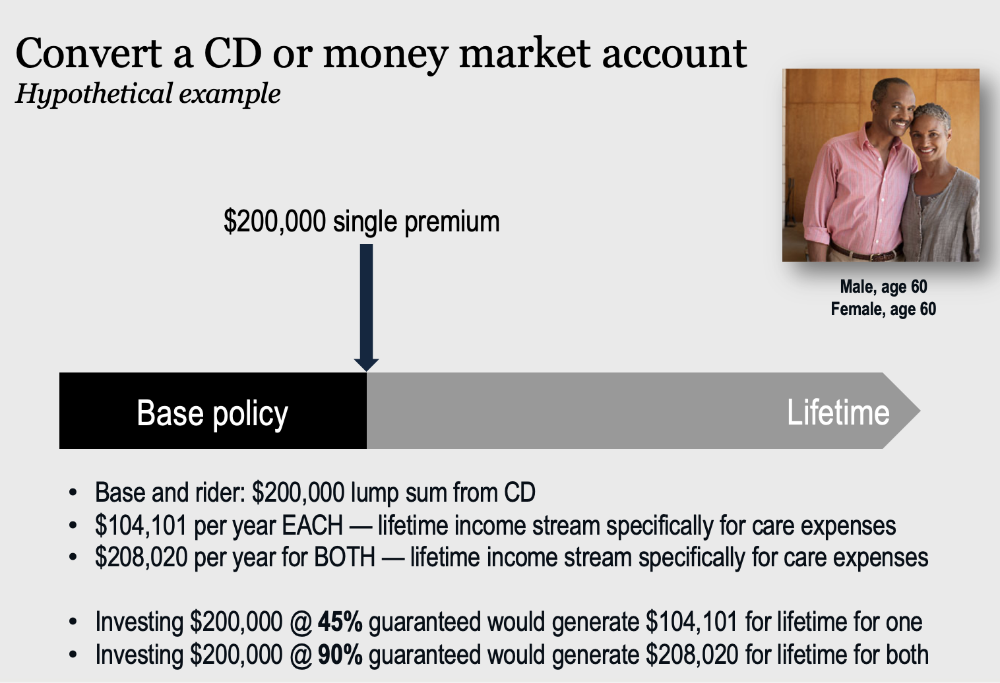 Convert a CD or money market account
Hypothetical example
$200,000 single premium
Male, age 60
Female, age 60
Base policy
Lifetime
• Base and rider: $200,000 lump sum from CD
• $104,101 per year EACH — lifetime income stream specifically for care expenses
• $208,020 per year for BOTH — lifetime income stream specifically for care expenses
• Investing $200,000 @ 45% guaranteed would generate $104,101 for lifetime for one
• Investing $200,000 @ 90% guaranteed would generate $208,020 for lifetime for both